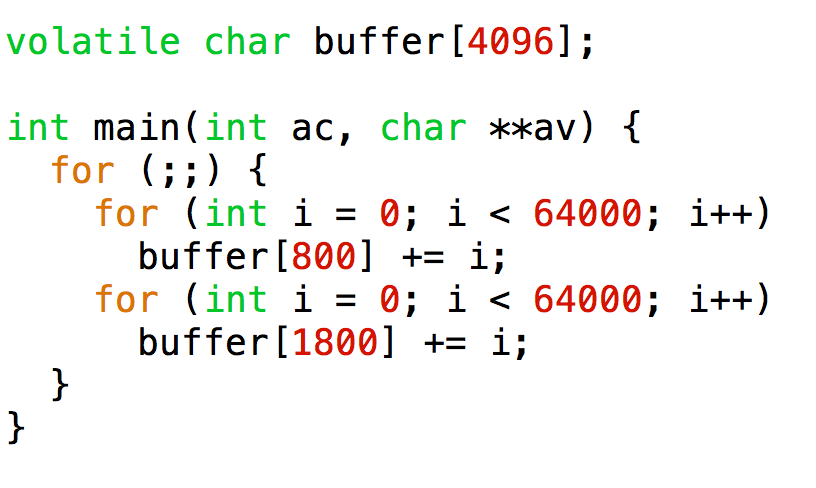 volatile char buffer[4096];
int main(int ac, char **av) {
for (;;) {
for (int i = 0; i < 64000; i++)
buffer[800] += i;
for (int i = 0; i < 64000; i++)
buffer[1800] += i;
}
}